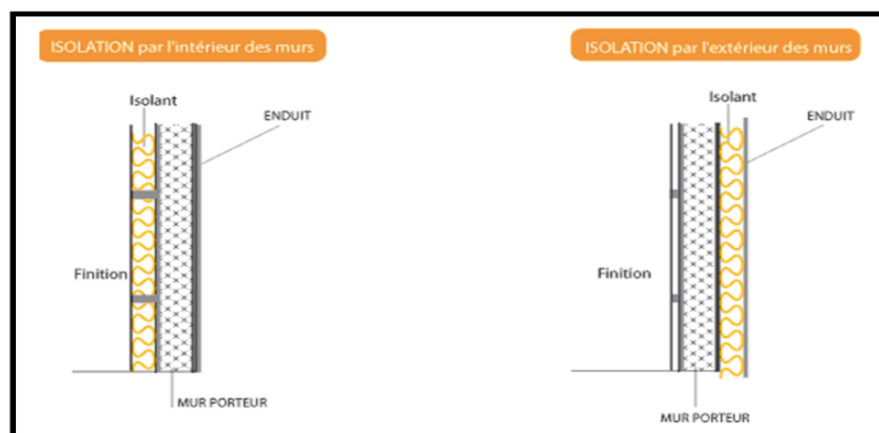 ISOLATION par l'intérieur des murs
Isolant
ENDUIT
Finition
MUR PORTEUR
ISOLATION par l'extérieur des murs
Isolant
ENDUIT
Finition
MUR PORTEUR